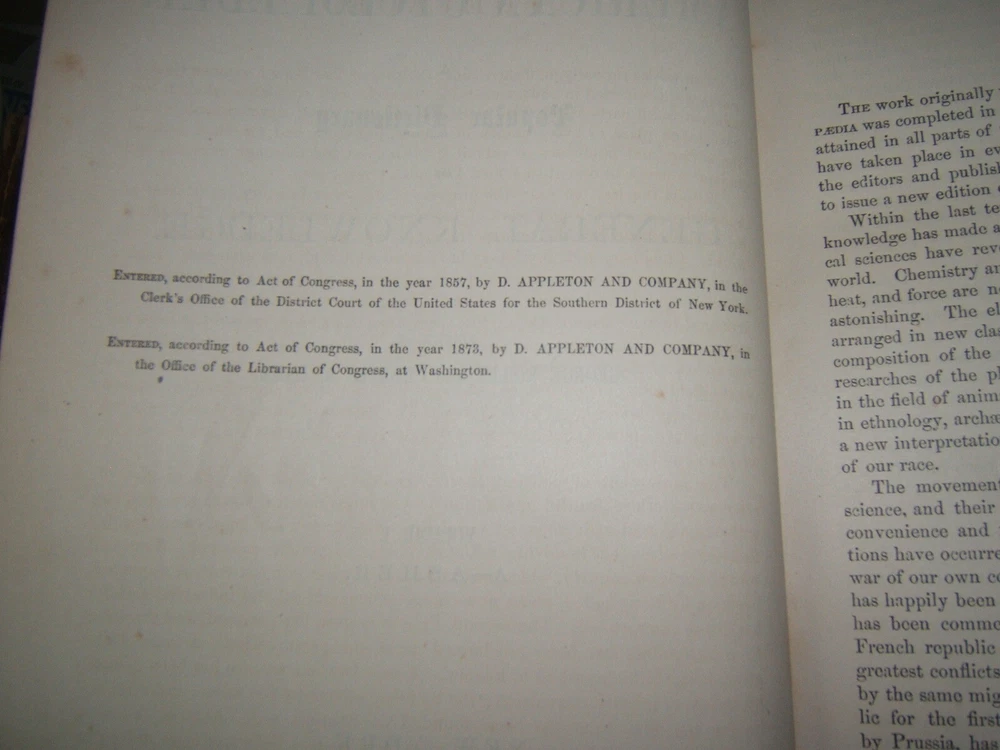 ENTERED, according to Act of Congress, in the year 1857, by D. APPLETON AND COMPANY, in the
Clerk's Office of the District Court of the United States for the Southern District of New York.
ENTERED, according to Act of Congress, in the year 1873, by D. APPLETON AND COMPANY, in
the Office of the Librarian of Congress, at Washington.
THE work originally
PÆDIA was completed in
attained in all parts of
have taken place in ev
the editors and publish
to issue a new edition
Within the last te
knowledge has made a
cal sciences have rev
world. Chemistry an
heat, and force are n
astonishing. The el
arranged in new clas
composition of the
researches of the pl
in the field of anim
in ethnology, archæ
a new interpretatio
of our race.
The movement
science, and their
convenience and
tions have occurre
war of our own co
has happily been
has been comme
French republic
greatest conflicts
by the same mig
lic for the first
by Prussia, has